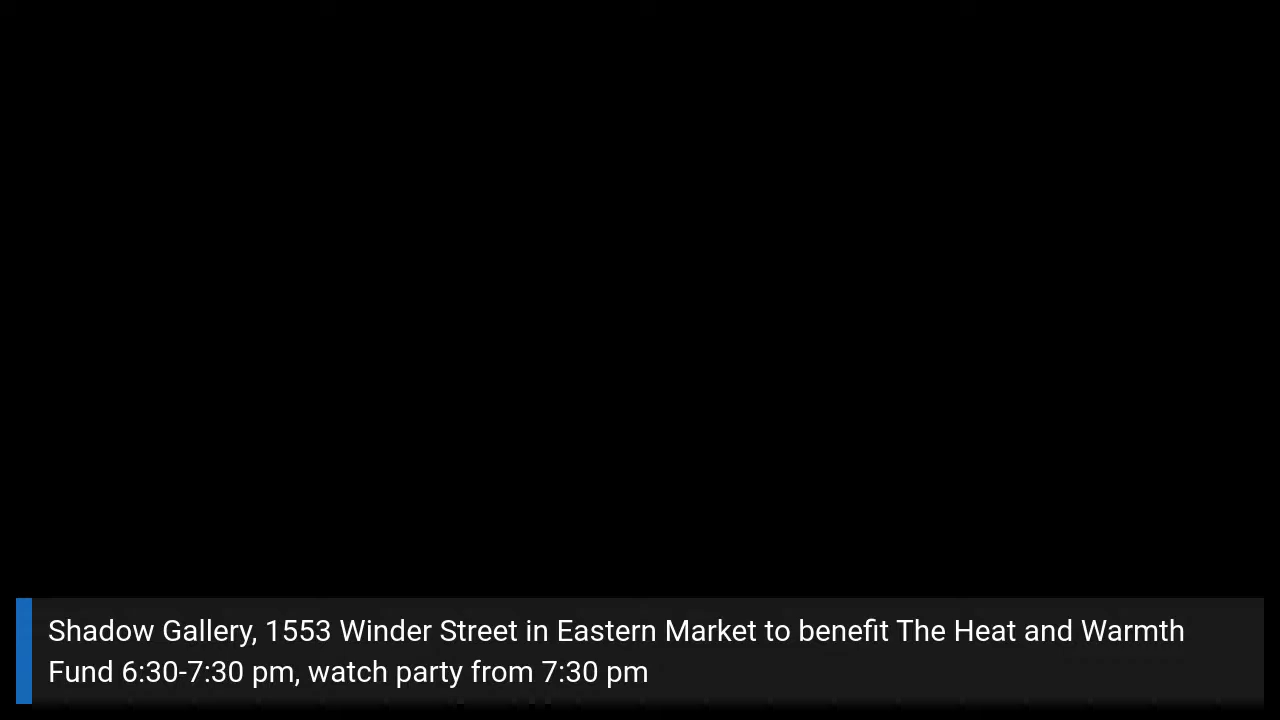 Shadow Gallery, 1553 Winder Street in Eastern Market to benefit The Heat and Warmth
Fund 6:30-7:30 pm, watch party from 7:30 pm